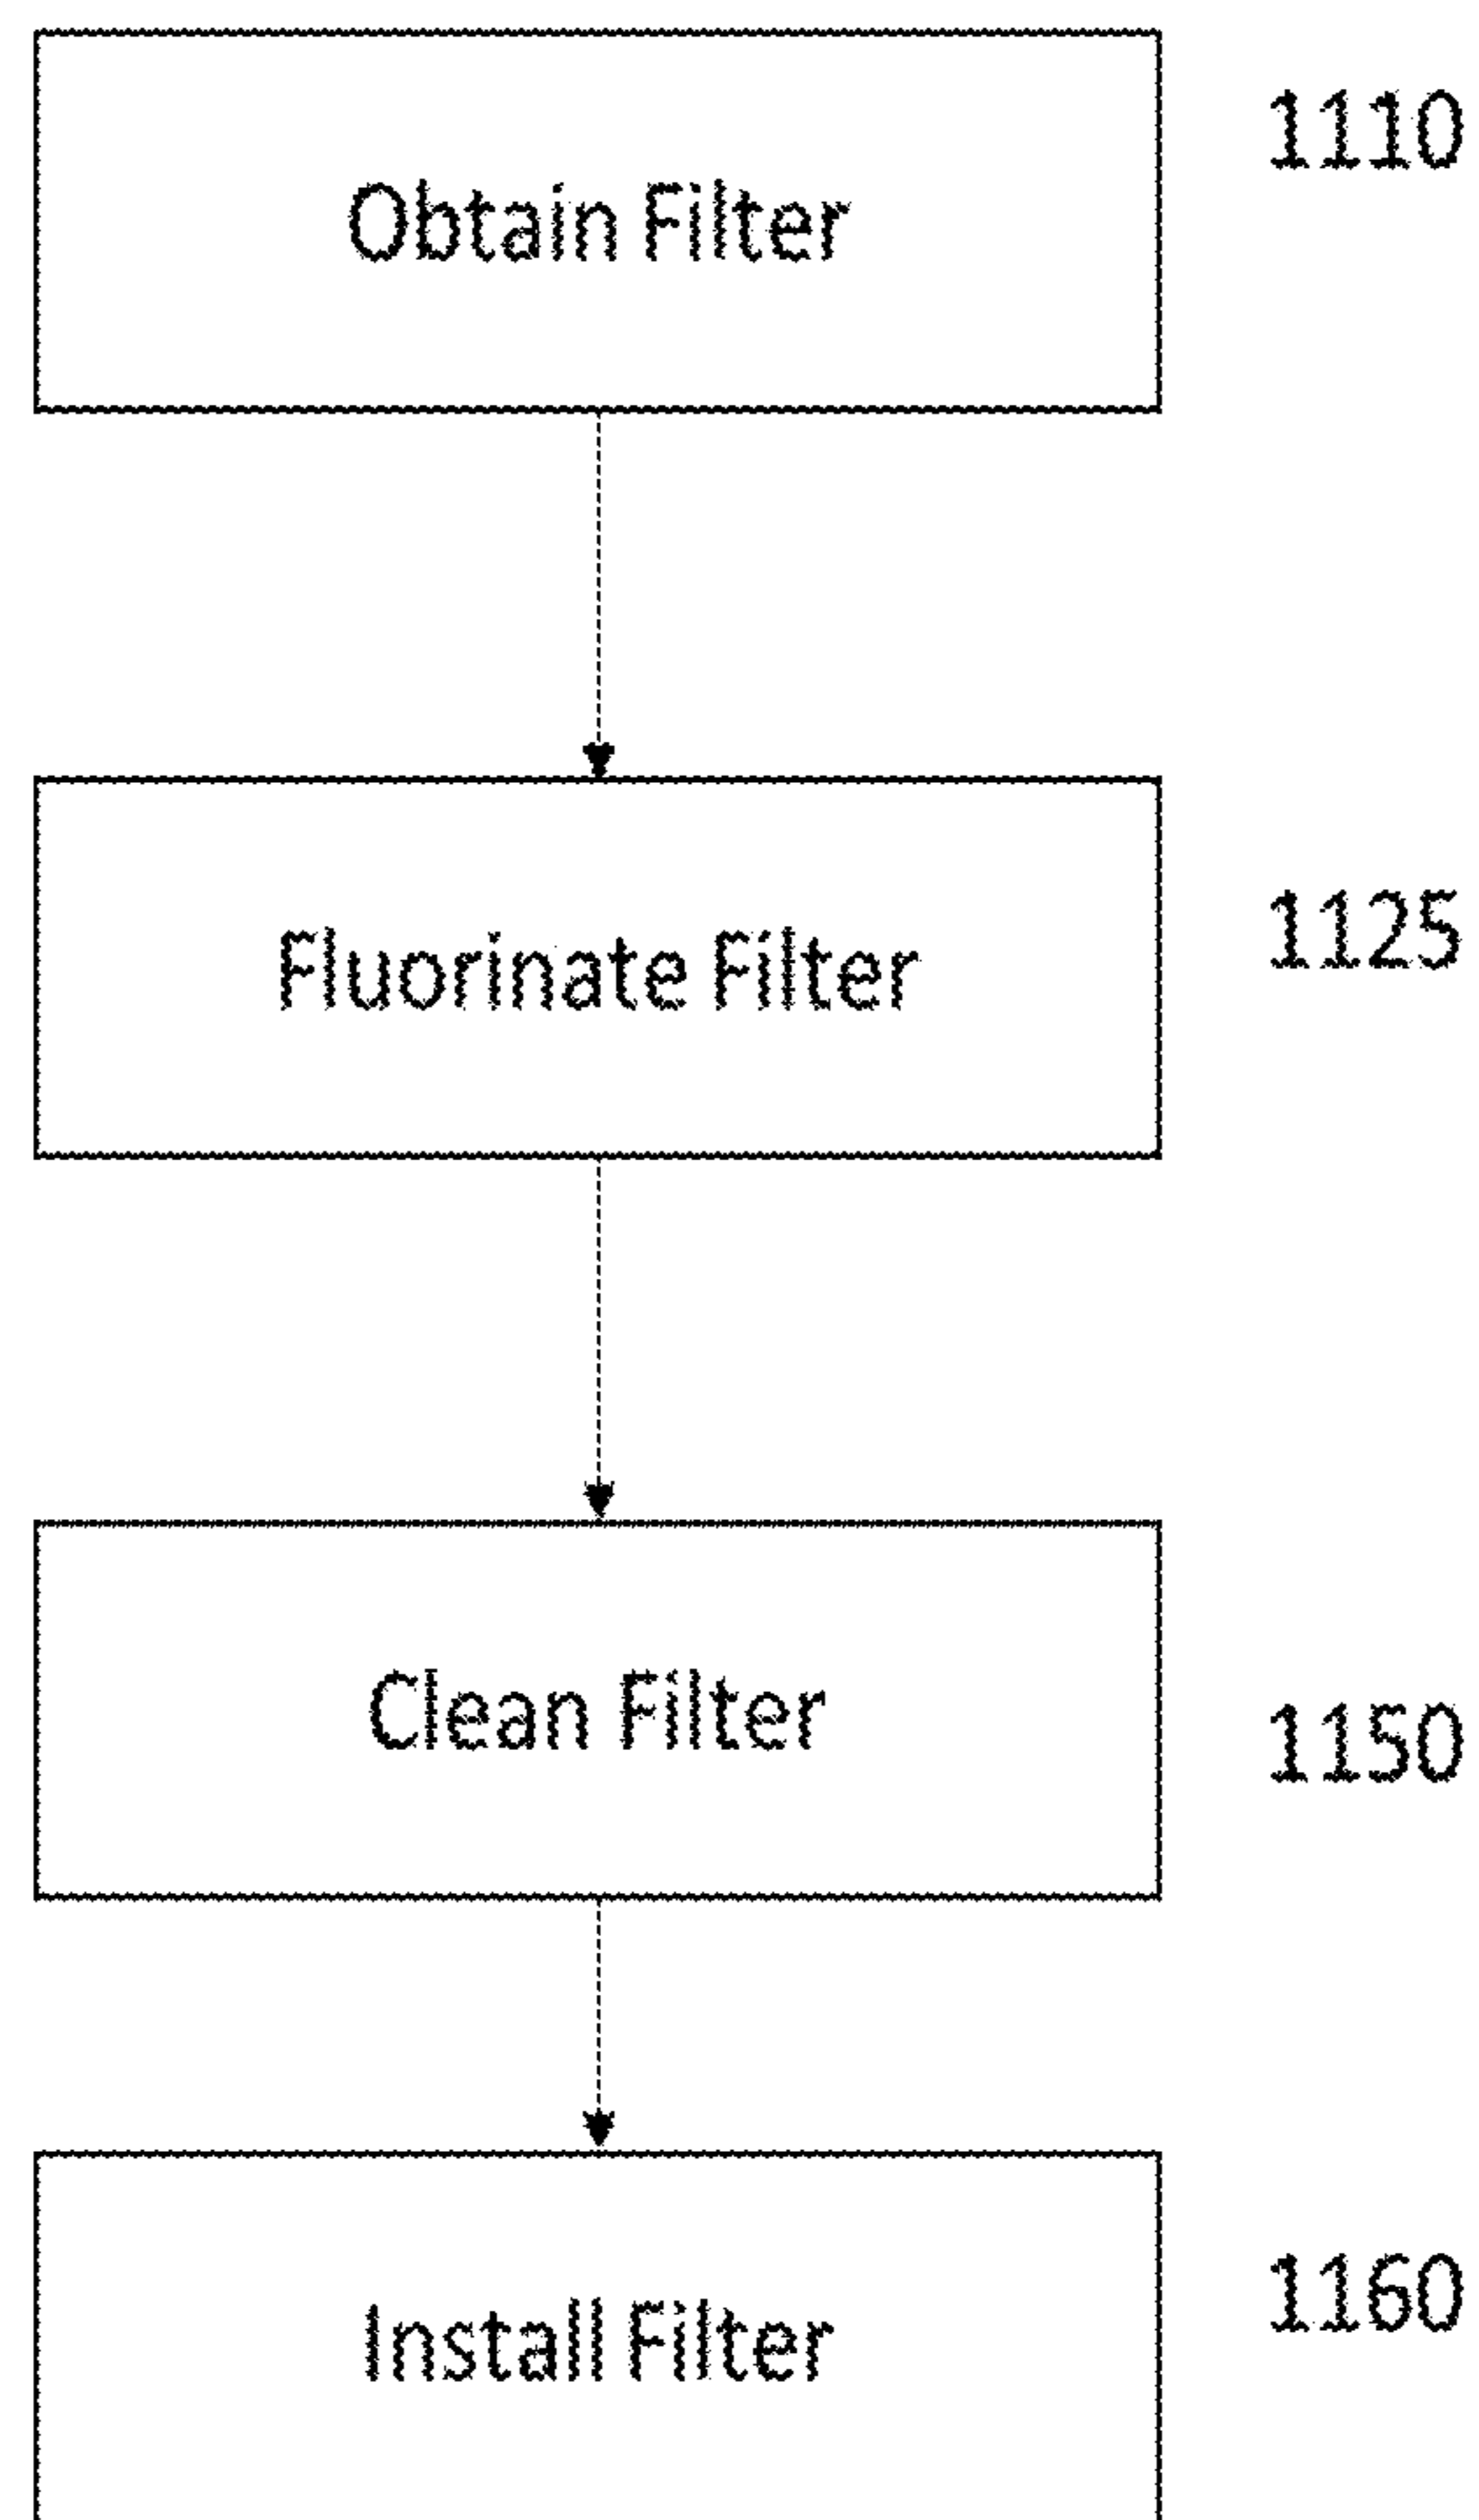 Obtain Filter
1110
Fluorinate Filter
1125
Clean Filter
1150
Install Filter
1160